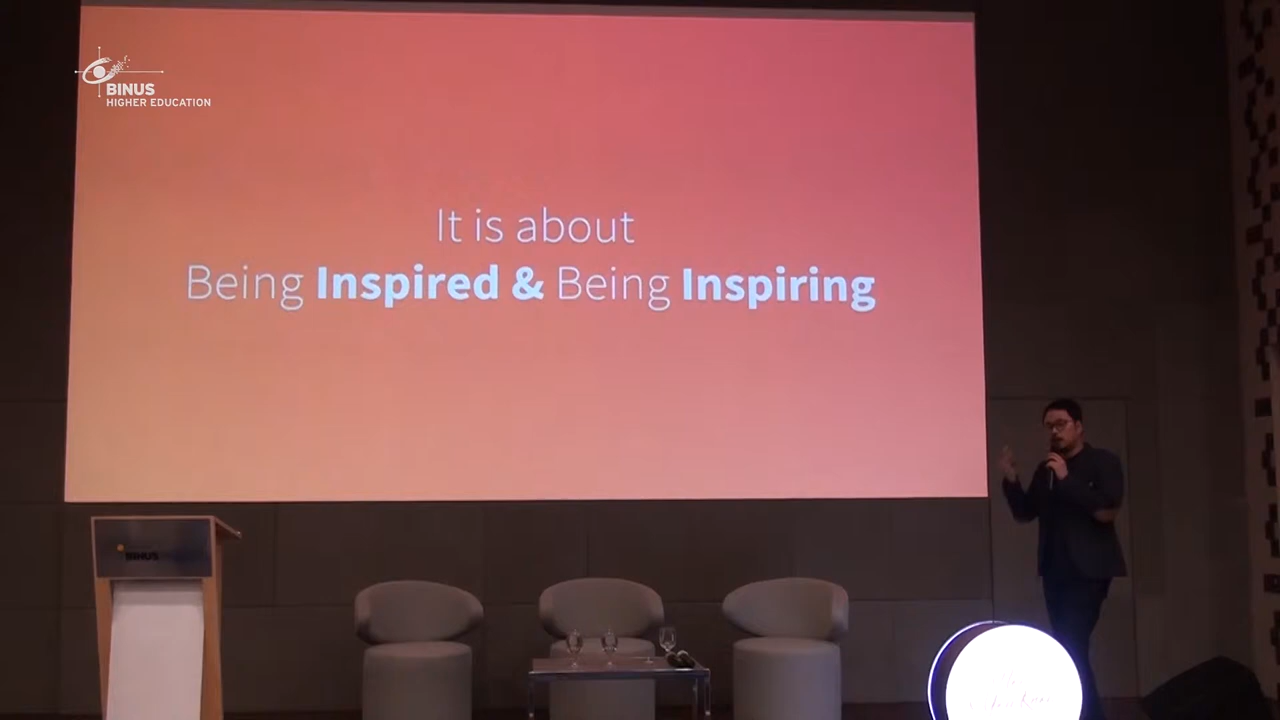 BINUS
HIGHER EDUCATION
It is about
Being Inspired & Being Inspiring
BINUS